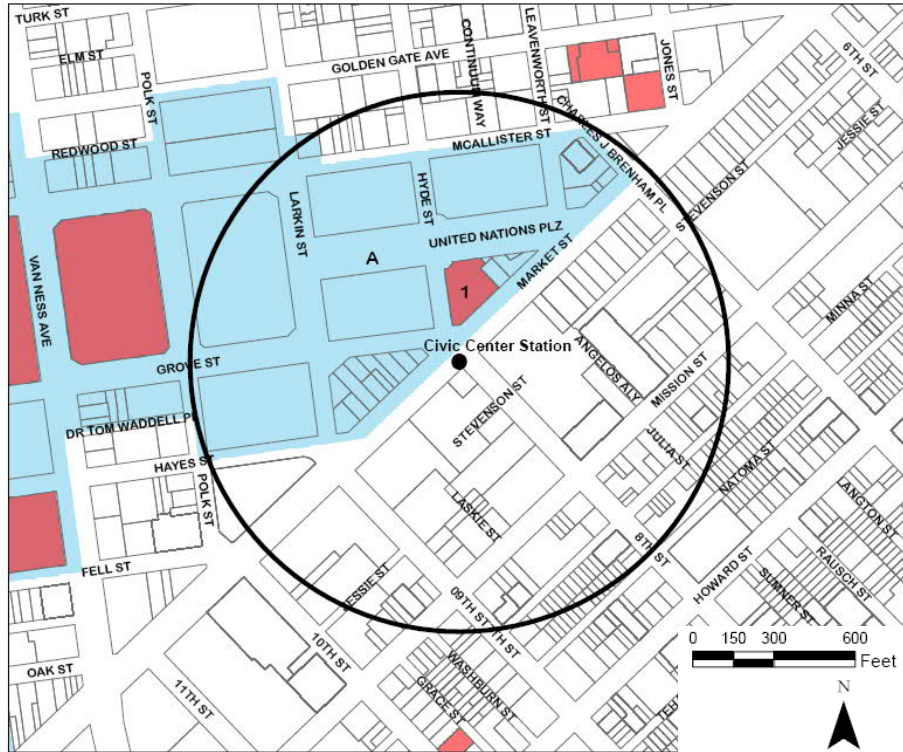 TURK ST
ELM ST
POLK ST
GOLDEN GATE AVE
CONTINUUM WAY
LEAVENWORTH ST
JONES ST
6TH ST
JESSIE ST
REDWOOD ST
MCALLISTER ST
CHARLES J BRENHAM PL
STEVENSON ST
LARKIN ST
HYDE ST
UNITED NATIONS PLZ
A
MARKET ST
VAN NESS AVE
1
MINNA ST
Civic Center Station
GROVE ST
ANGELOS ALY
MISSION ST
STEVENSON ST
DR TOM WADDELL PL
HAYES ST
POLK ST
JULIA ST
NATOMA ST
LANGTON ST
LASKIE ST
8TH ST
HOWARD ST
RAUSCH ST
SUMNER ST
FELL ST
JESSIE ST
09TH ST
10TH ST
WASHBURN ST
GRACE ST
OAK ST
11TH ST
0 150 300 600
Feet
N